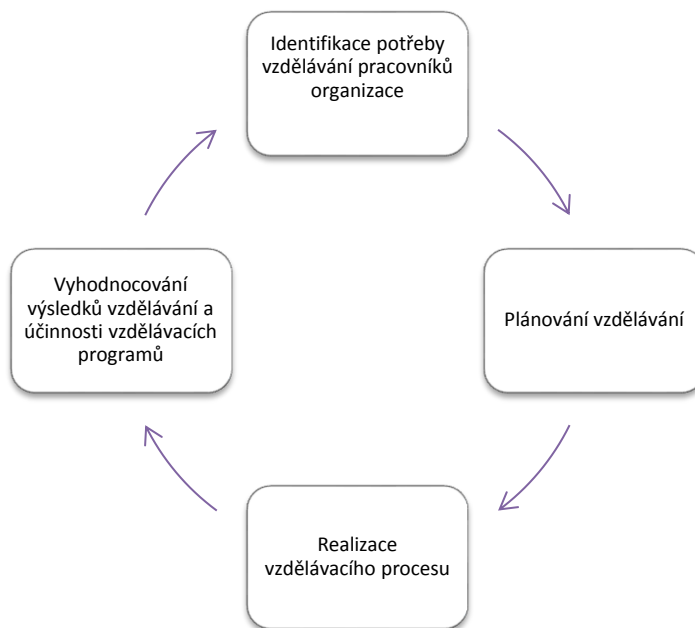 Identifikace potřeby
vzdělávání pracovníků
organizace
Plánování vzdělávání
Realizace
vzdělávacího procesu
Vyhodnocování
výsledků vzdělávání a
účinnosti vzdělávacích
programů